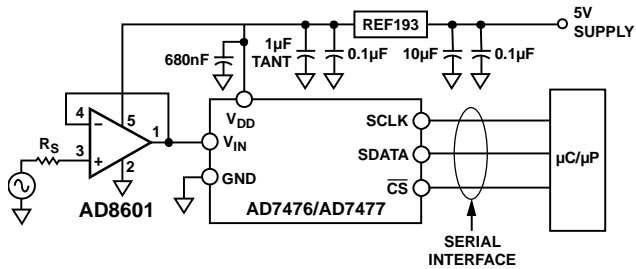 5V
SUPPLY
REF193
1µF
TANT
0.1µF
10µF
0.1µF
680nF
VDD
4
5
1
RS
3
2
VIN
GND
AD8601
SCLK
SDATA
CS
AD7476/AD7477
µC/µP
SERIAL
INTERFACE